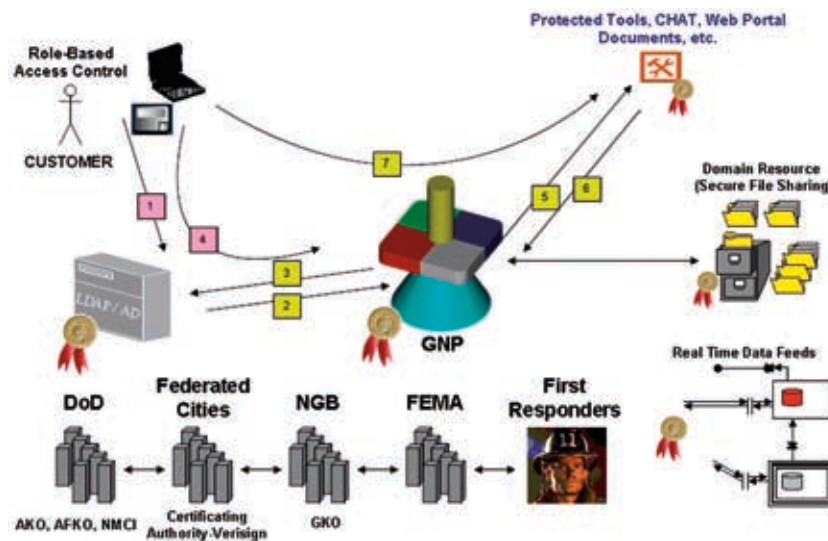 Protected Tools, CHAT, Web Portal
Documents, etc.
Role-Based
Access Control
CUSTOMER
7
5
6
Domain Resource
(Secure File Sharing)
1
4
3
2
LDAP / AD
GNP
Real Time Data Feeds
DoD
Federated
Cities
NGB
FEMA
First
Responders
11
AKO, AFKO, NMCI
Certificating
Authority-Verisign
GKO